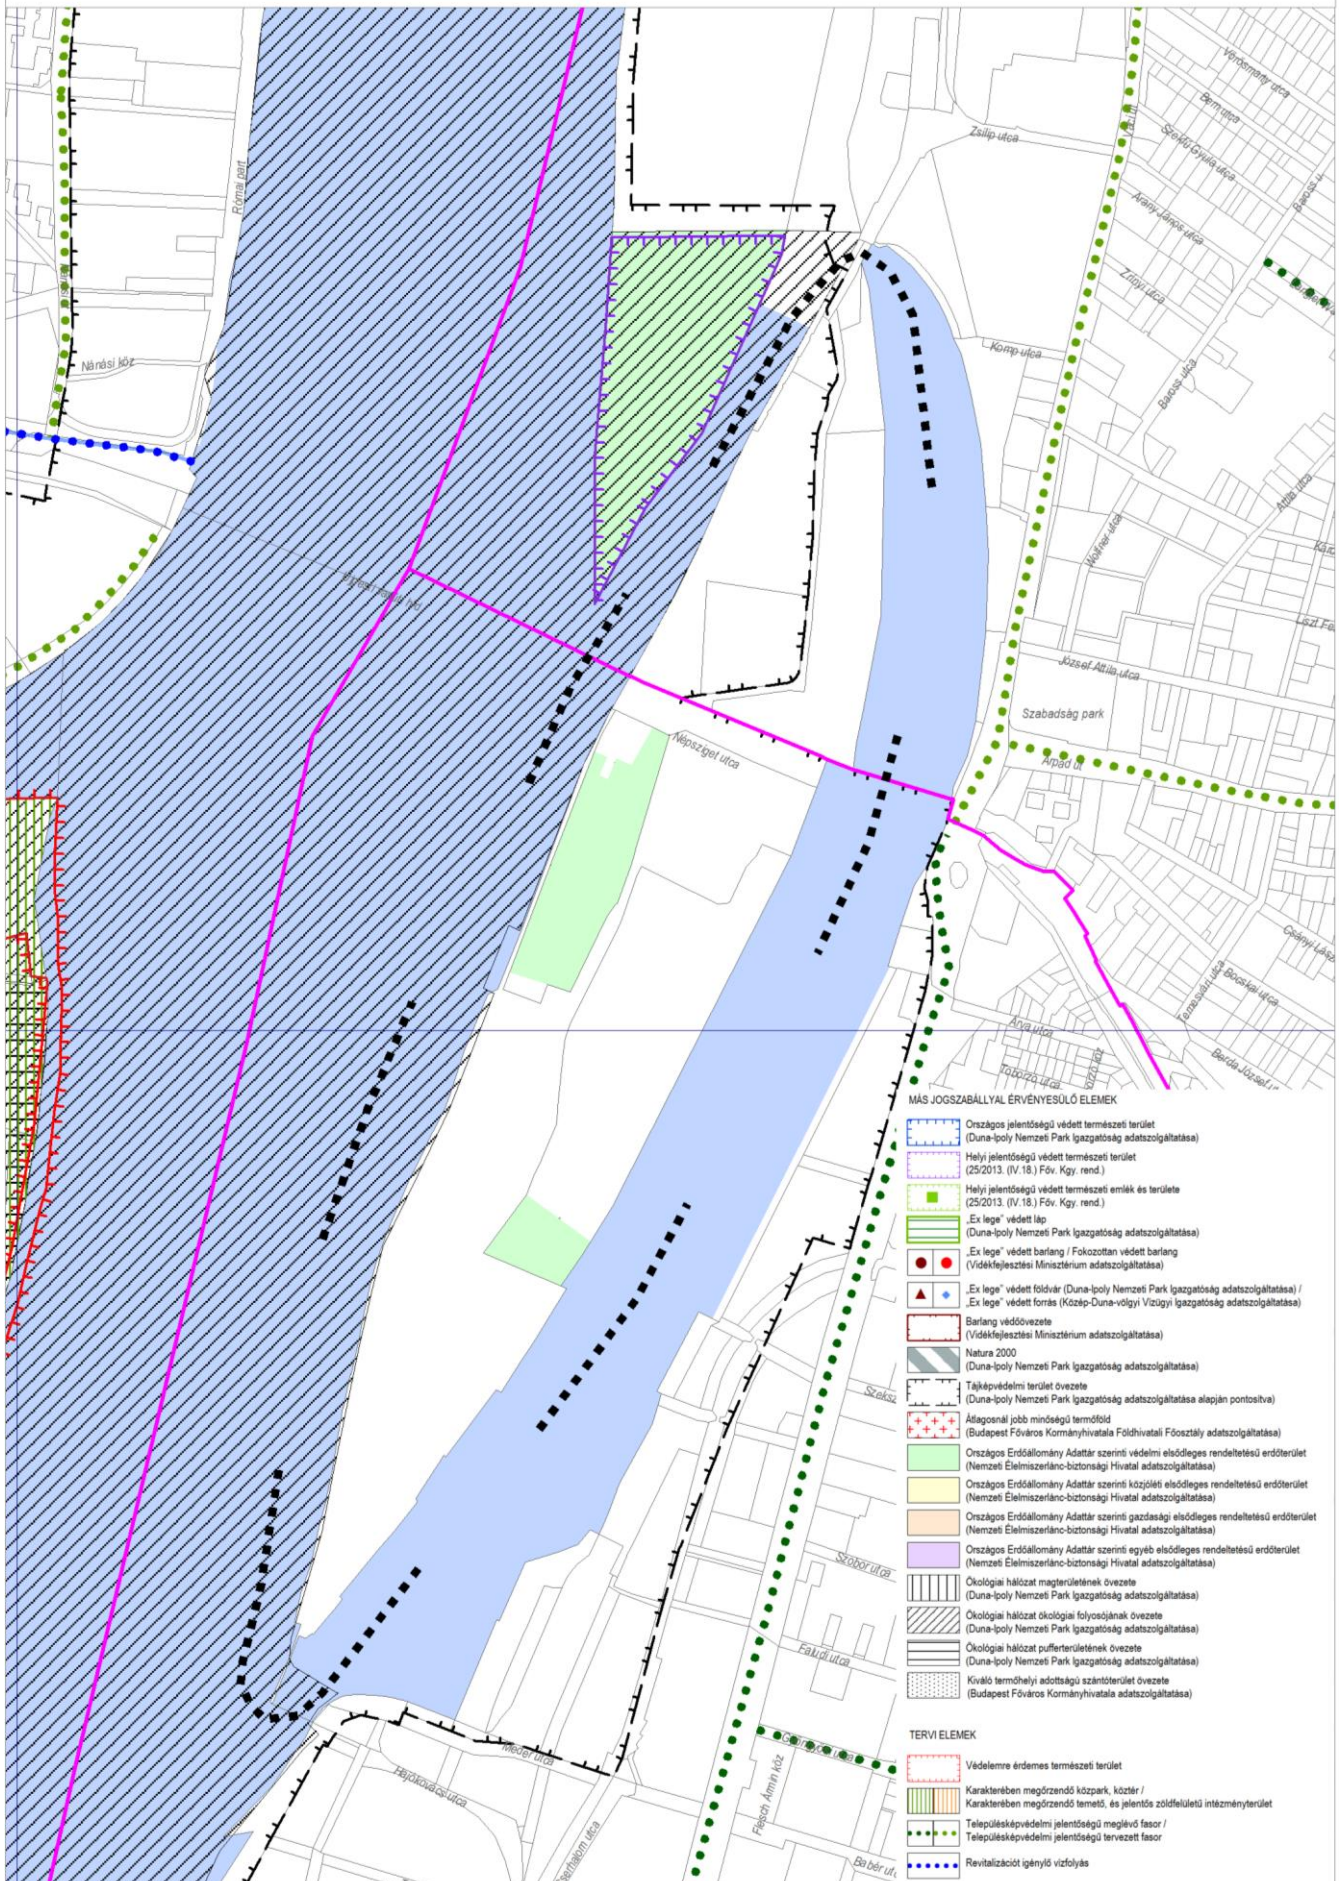 Vörösmarty utca
Bem utca
Szekfű Gyula utca
Váci út
Zsilip utca
Baross u.
Arany János utca
Római part
Zrínyi utca
Komp utca
Nánási köz
Baross utca
Attila utca
Wolfner utca
József Attila utca
Szabadság park
Népsziget utca
Árpád út
Bocskai utca
Temesvári utca
Árva utca
Toborzó utca
MÁS JOGSZABÁLLYAL ÉRVÉNYESÜLŐ ELEMEK
Országos jelentőségű védett természeti terület
(Duna-Ipoly Nemzeti Park Igazgatóság adatszolgáltatása)
Helyi jelentőségű védett természeti terület
(25/2013. (IV.18.) Főv. Kgy. rend.)
Helyi jelentőségű védett természeti emlék és területe
(25/2013. (IV.18.) Főv. Kgy. rend.)
„Ex lege” védett láp
(Duna-Ipoly Nemzeti Park Igazgatóság adatszolgáltatása)
„Ex lege” védett barlang / Fokozottan védett barlang
(Vidékfejlesztési Minisztérium adatszolgáltatása)
„Ex lege” védett földvár (Duna-Ipoly Nemzeti Park Igazgatóság adatszolgáltatása) /
„Ex lege” védett forrás (Közép-Duna-völgyi Vízügyi Igazgatóság adatszolgáltatása)
Barlang védőövezete
(Vidékfejlesztési Minisztérium adatszolgáltatása)
Natura 2000
(Duna-Ipoly Nemzeti Park Igazgatóság adatszolgáltatása)
Tájképvédelmi terület övezete
(Duna-Ipoly Nemzeti Park Igazgatóság adatszolgáltatása alapján pontosítva)
Átlagosnál jobb minőségű termőföld
(Budapest Főváros Kormányhivatala Földhivatali Főosztály adatszolgáltatása)
Országos Erdőállomány Adattár szerinti védelmi elsődleges rendeltetésű erdőterület
(Nemzeti Élelmiszerlánc-biztonsági Hivatal adatszolgáltatása)
Országos Erdőállomány Adattár szerinti közjóléti elsődleges rendeltetésű erdőterület
(Nemzeti Élelmiszerlánc-biztonsági Hivatal adatszolgáltatása)
Országos Erdőállomány Adattár szerinti gazdasági elsődleges rendeltetésű erdőterület
(Nemzeti Élelmiszerlánc-biztonsági Hivatal adatszolgáltatása)
Országos Erdőállomány Adattár szerinti egyéb elsődleges rendeltetésű erdőterület
(Nemzeti Élelmiszerlánc-biztonsági Hivatal adatszolgáltatása)
Ökológiai hálózat magterületének övezete
(Duna-Ipoly Nemzeti Park Igazgatóság adatszolgáltatása)
Ökológiai hálózat ökológiai folyosójának övezete
(Duna-Ipoly Nemzeti Park Igazgatóság adatszolgáltatása)
Ökológiai hálózat pufferterületének övezete
(Duna-Ipoly Nemzeti Park Igazgatóság adatszolgáltatása)
Kiváló termőhelyi adottságú szántóterület övezete
(Budapest Főváros Kormányhivatala adatszolgáltatása)
TERVI ELEMEK
Védelemre érdemes természeti terület
Karakterében megőrzendő közpark, köztér /
Karakterében megőrzendő temető, és jelentős zöldfelületű intézményterület
Településképvédelmi jelentőségű meglévő fasor /
Településképvédelmi jelentőségű tervezett fasor
Revitalizációt igénylő vízfolyás
Szobor utca
Faludi utca
Meder utca
Hajókovács utca
Flesch Ármin köz